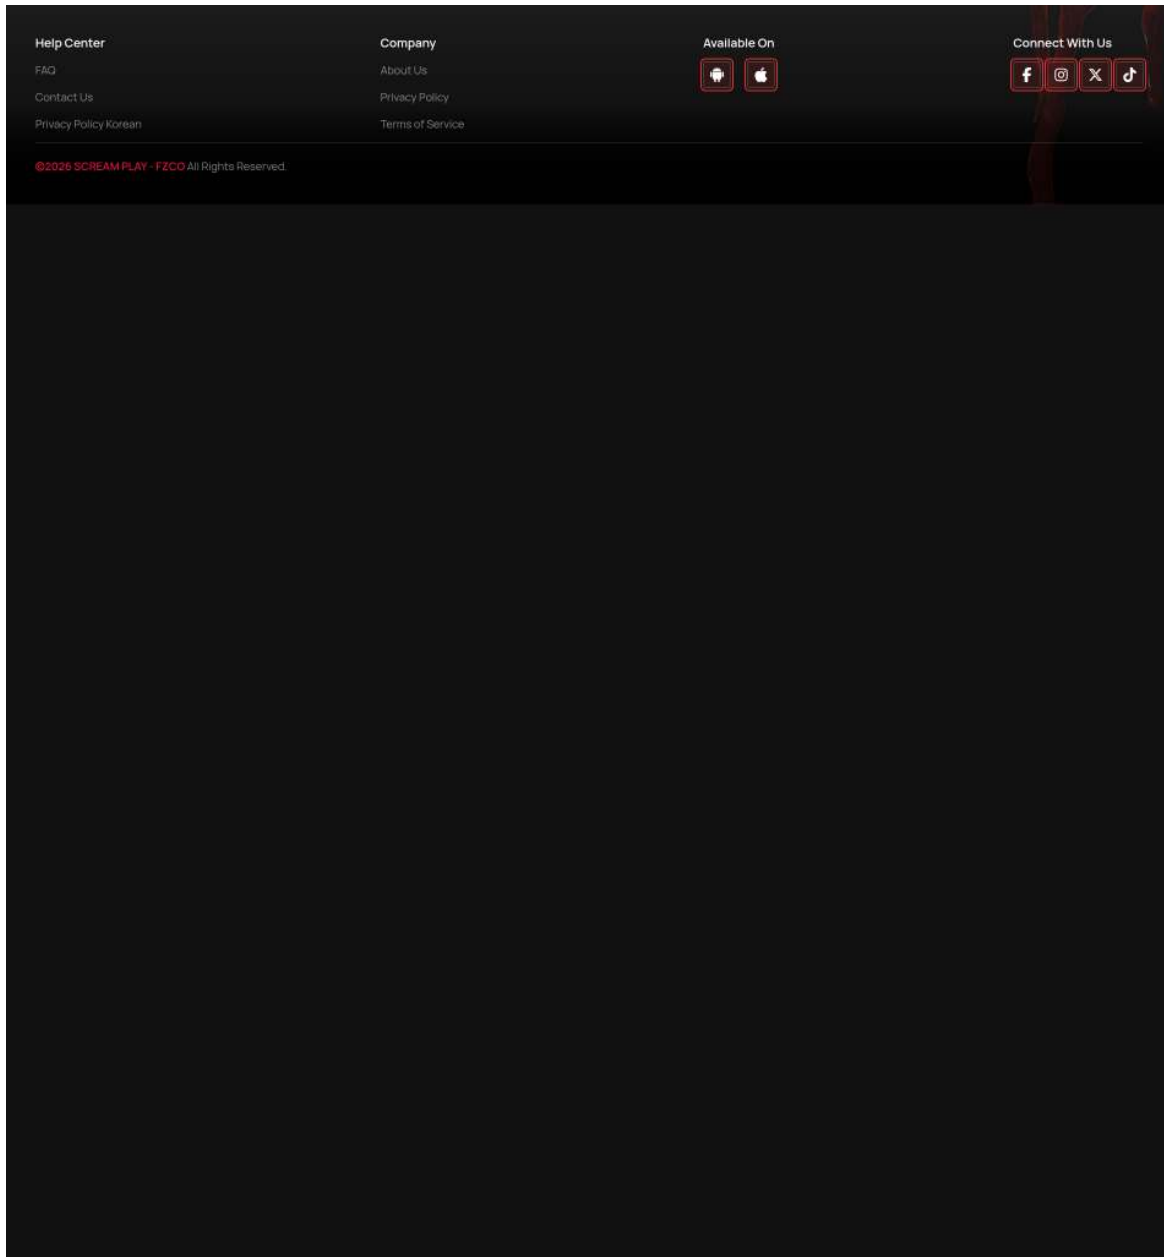 Help Center
FAQ
Contact Us
Privacy Policy Korean
Company
About Us
Privacy Policy
Terms of Service
Available On
Connect With Us
©2026 SCREAM PLAY - FZCO All Rights Reserved.